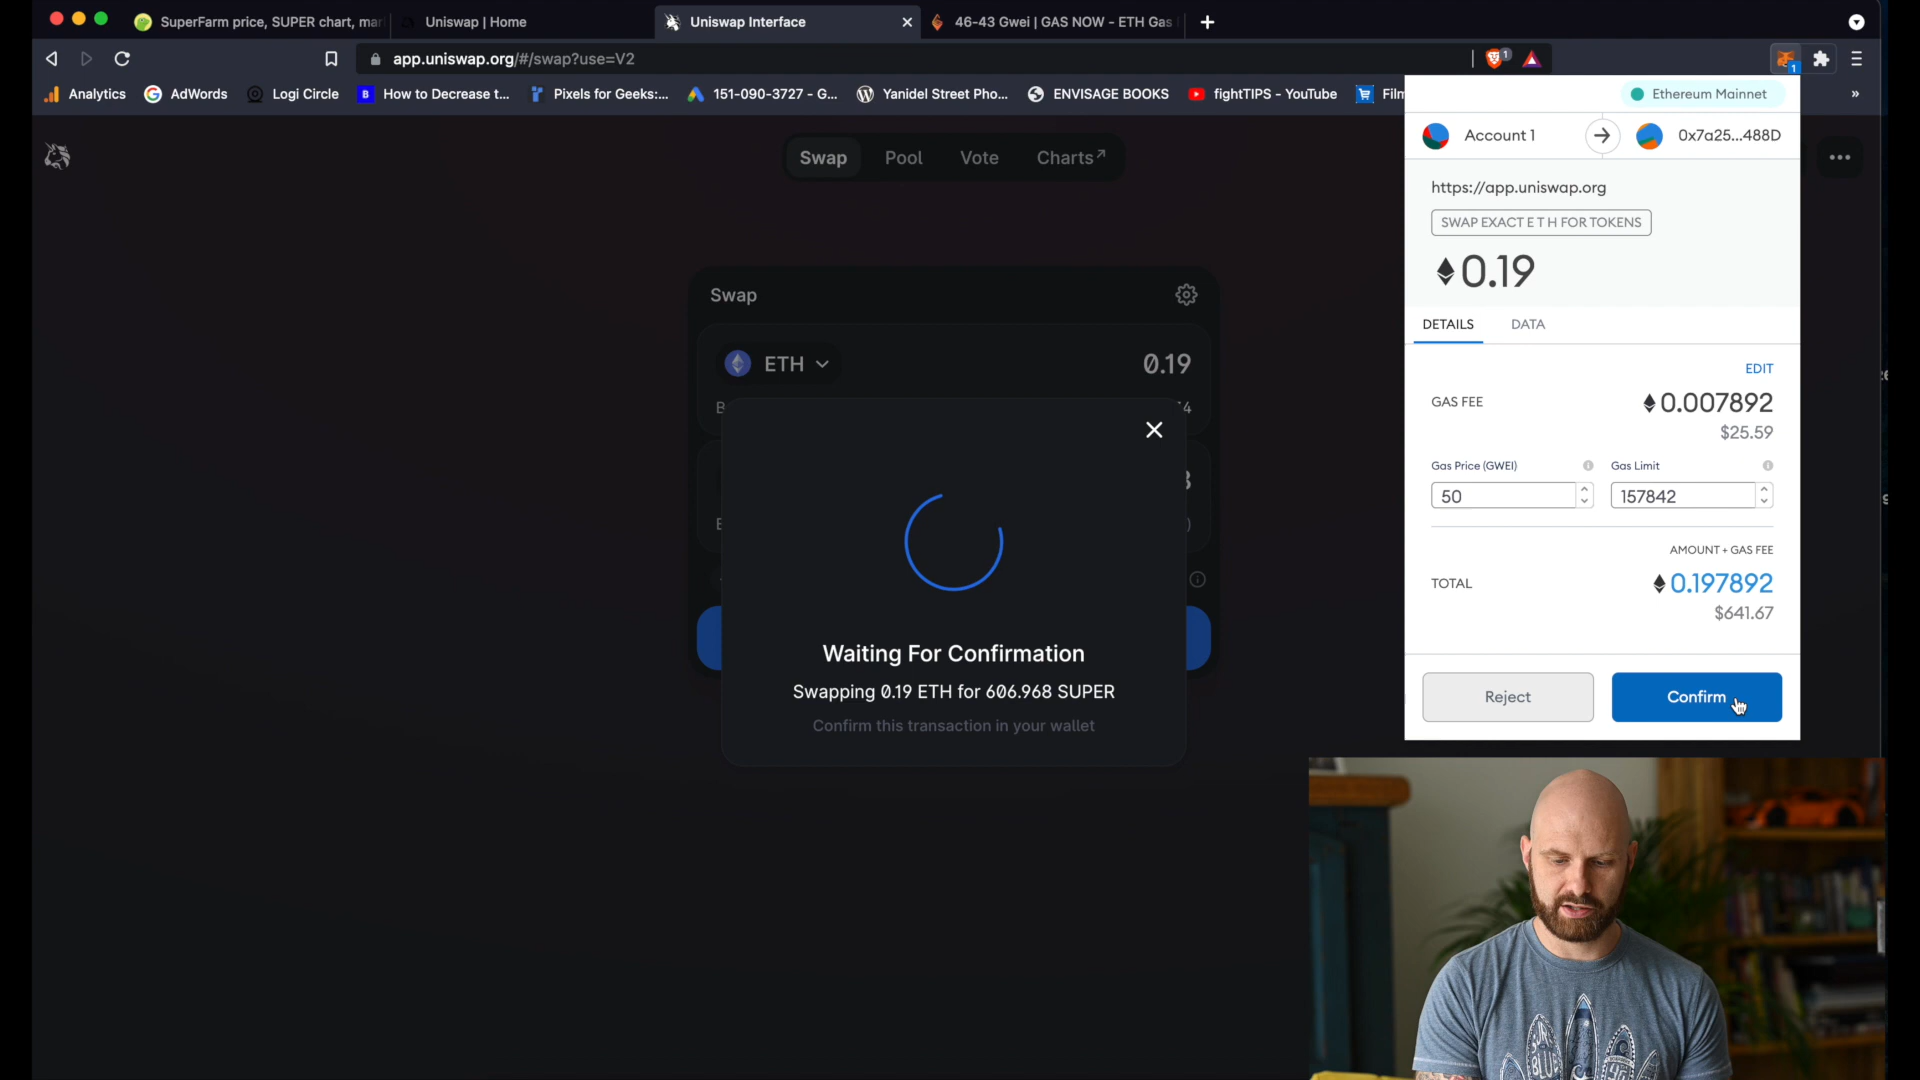 SuperFarm price, SUPER chart, mar
Uniswap | Home
Uniswap Interface
46-43 Gwei | GAS NOW - ETH Gas
app.uniswap.org/#/swap?use=V2
1
1
Analytics
AdWords
Logi Circle
B How to Decrease t...
Pixels for Geeks:...
151-090-3727 - G...
Yanidel Street Pho...
ENVISAGE BOOKS
fightTIPS - YouTube
Film
»
Swap
Pool
Vote
Charts↗
Swap
ETH
0.19
Waiting For Confirmation
Swapping 0.19 ETH for 606.968 SUPER
Confirm this transaction in your wallet
Ethereum Mainnet
Account 1
0x7a25...488D
https://app.uniswap.org
SWAP EXACT E T H FOR TOKENS
0.19
DETAILS
DATA
EDIT
GAS FEE
0.007892
$25.59
Gas Price (GWEI)
Gas Limit
50
157842
AMOUNT + GAS FEE
TOTAL
0.197892
$641.67
Reject
Confirm